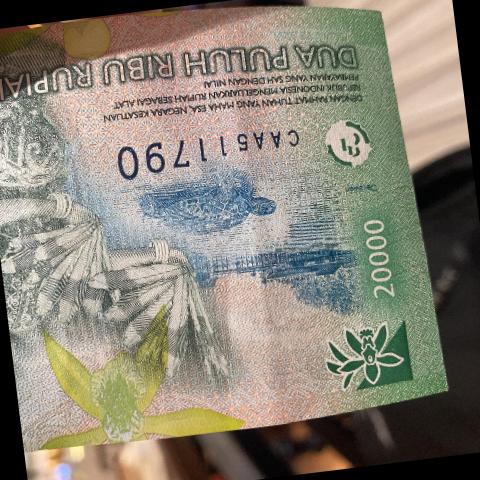 DUA PULUH RIBU RUPIAH
DENGAN RAHMAT TUHAN YANG MAHA ESA, NEGARA KESATUAN
REPUBLIK INDONESIA MENGELUARKAN RUPIAH SEBAGAI ALAT
PEMBAYARAN YANG SAH DENGAN NILAI
CAA511790
20000